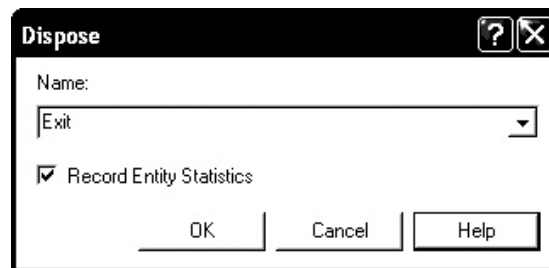 Dispose
Name:
Exit
Record Entity Statistics
OK Cancel Help